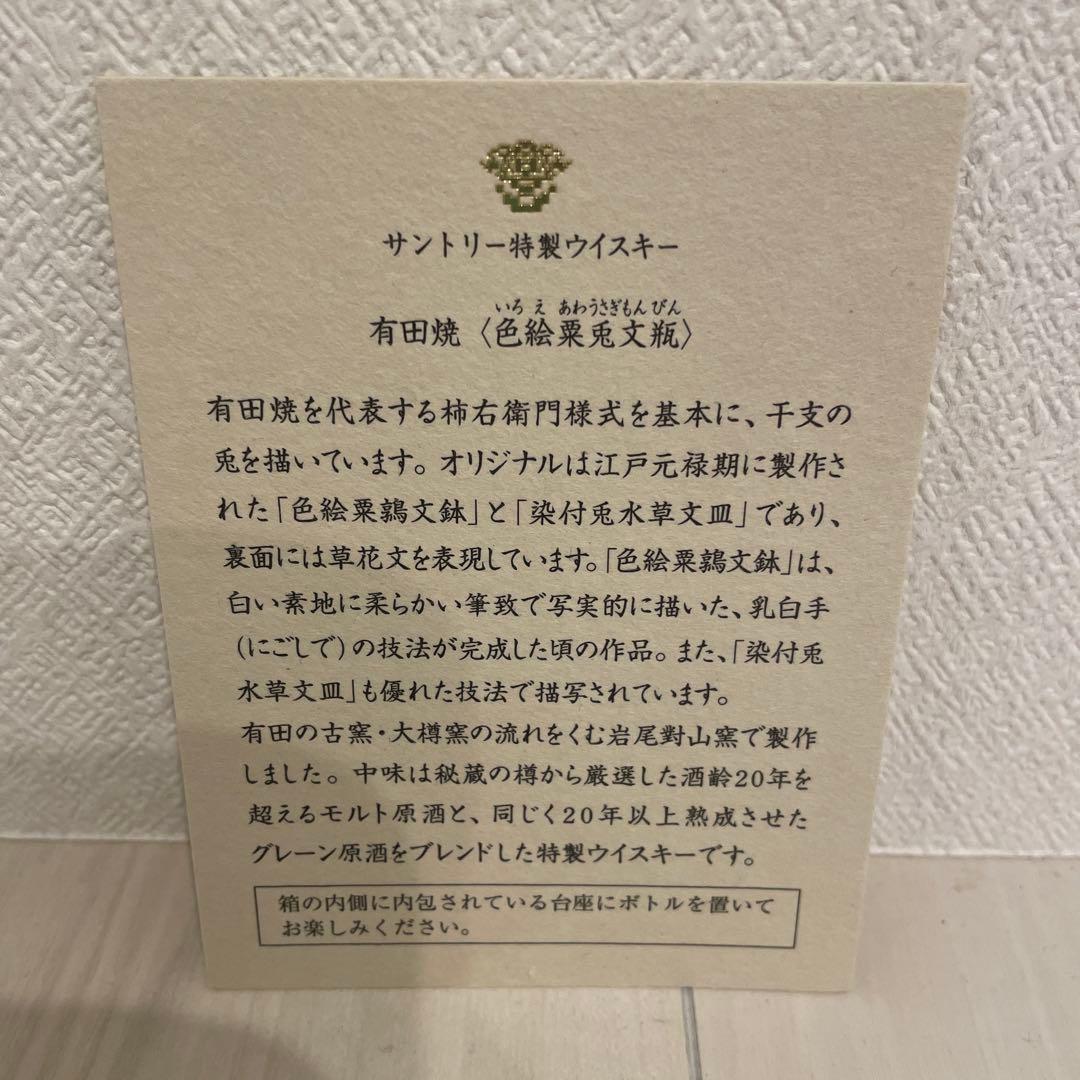 サントリー特製ウイスキー
いろ え あわうさぎもん びん
有田焼〈色絵粟兎文瓶〉
有田焼を代表する柿右衛門様式を基本に、干支の
兎を描いています。オリジナルは江戸元禄期に製作さ
れた「色絵粟鶉文鉢」と「染付兎水草文皿」であり、
裏面には草花文を表現しています。「色絵粟鶉文鉢」は、
白い素地に柔らかい筆致で写実的に描いた、乳白手
(にごしで)の技法が完成した頃の作品。また、「染付兎
水草文皿」も優れた技法で描写されています。
有田の古窯・大樽窯の流れをくむ岩尾對山窯で製作
しました。中味は秘蔵の樽から厳選した酒齢20年を
超えるモルト原酒と、同じく20年以上熟成させた
グレーン原酒をブレンドした特製ウイスキーです。
箱の内側に内包されている台座にボトルを置いて
お楽しみください。